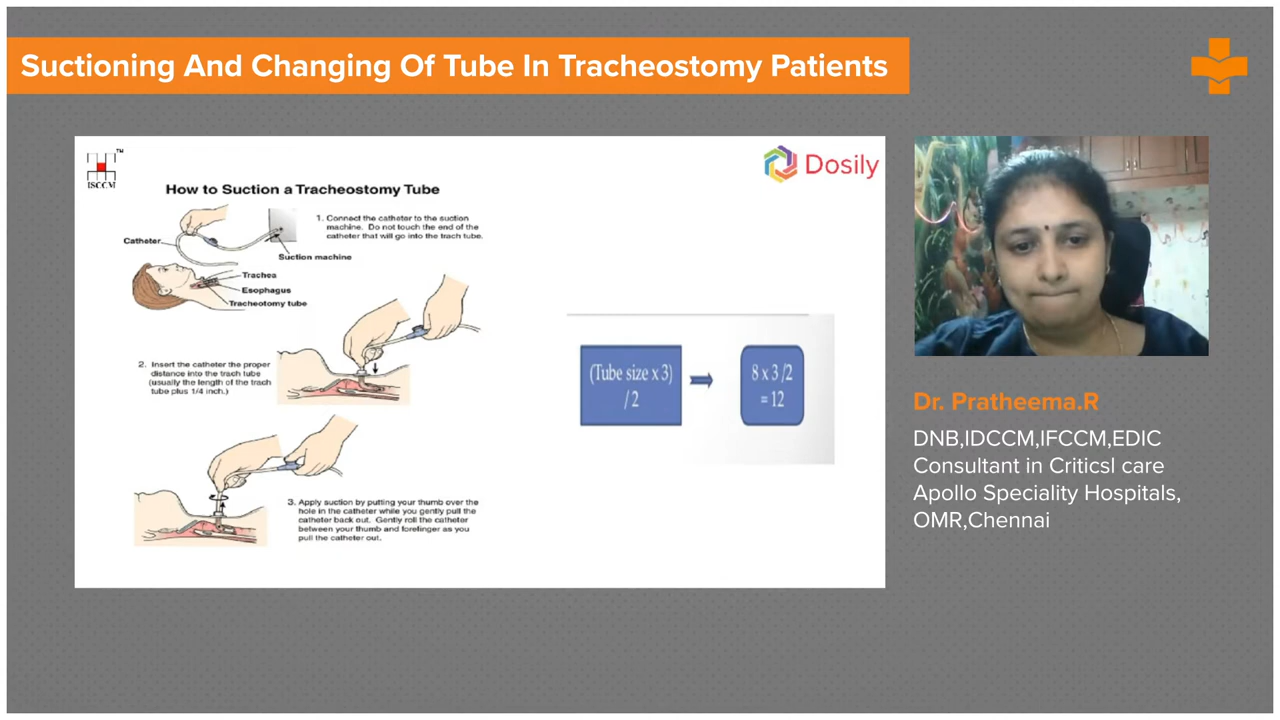 Suctioning And Changing Of Tube In Tracheostomy Patients
TM
ISCCM
Dosily
How to Suction a Tracheostomy Tube
1. Connect the catheter to the suction
machine. Do not touch the end of the
catheter that will go into the trach tube.
Catheter
Suction machine
Trachea
Esophagus
Tracheotomy tube
2. Insert the catheter the proper
distance into the trach tube
(usually the length of the trach
tube plus 1/4 inch.)
3. Apply suction by putting your thumb over the
hole in the catheter while you gently pull the
catheter back out. Gently roll the catheter
between your thumb and forefinger as you
pull the catheter out.
(Tube size x 3)
/ 2
8 x 3 /2
= 12
Dr. Pratheema.R
DNB,IDCCM,IFCCM,EDIC
Consultant in Criticsl care
Apollo Speciality Hospitals,
OMR,Chennai